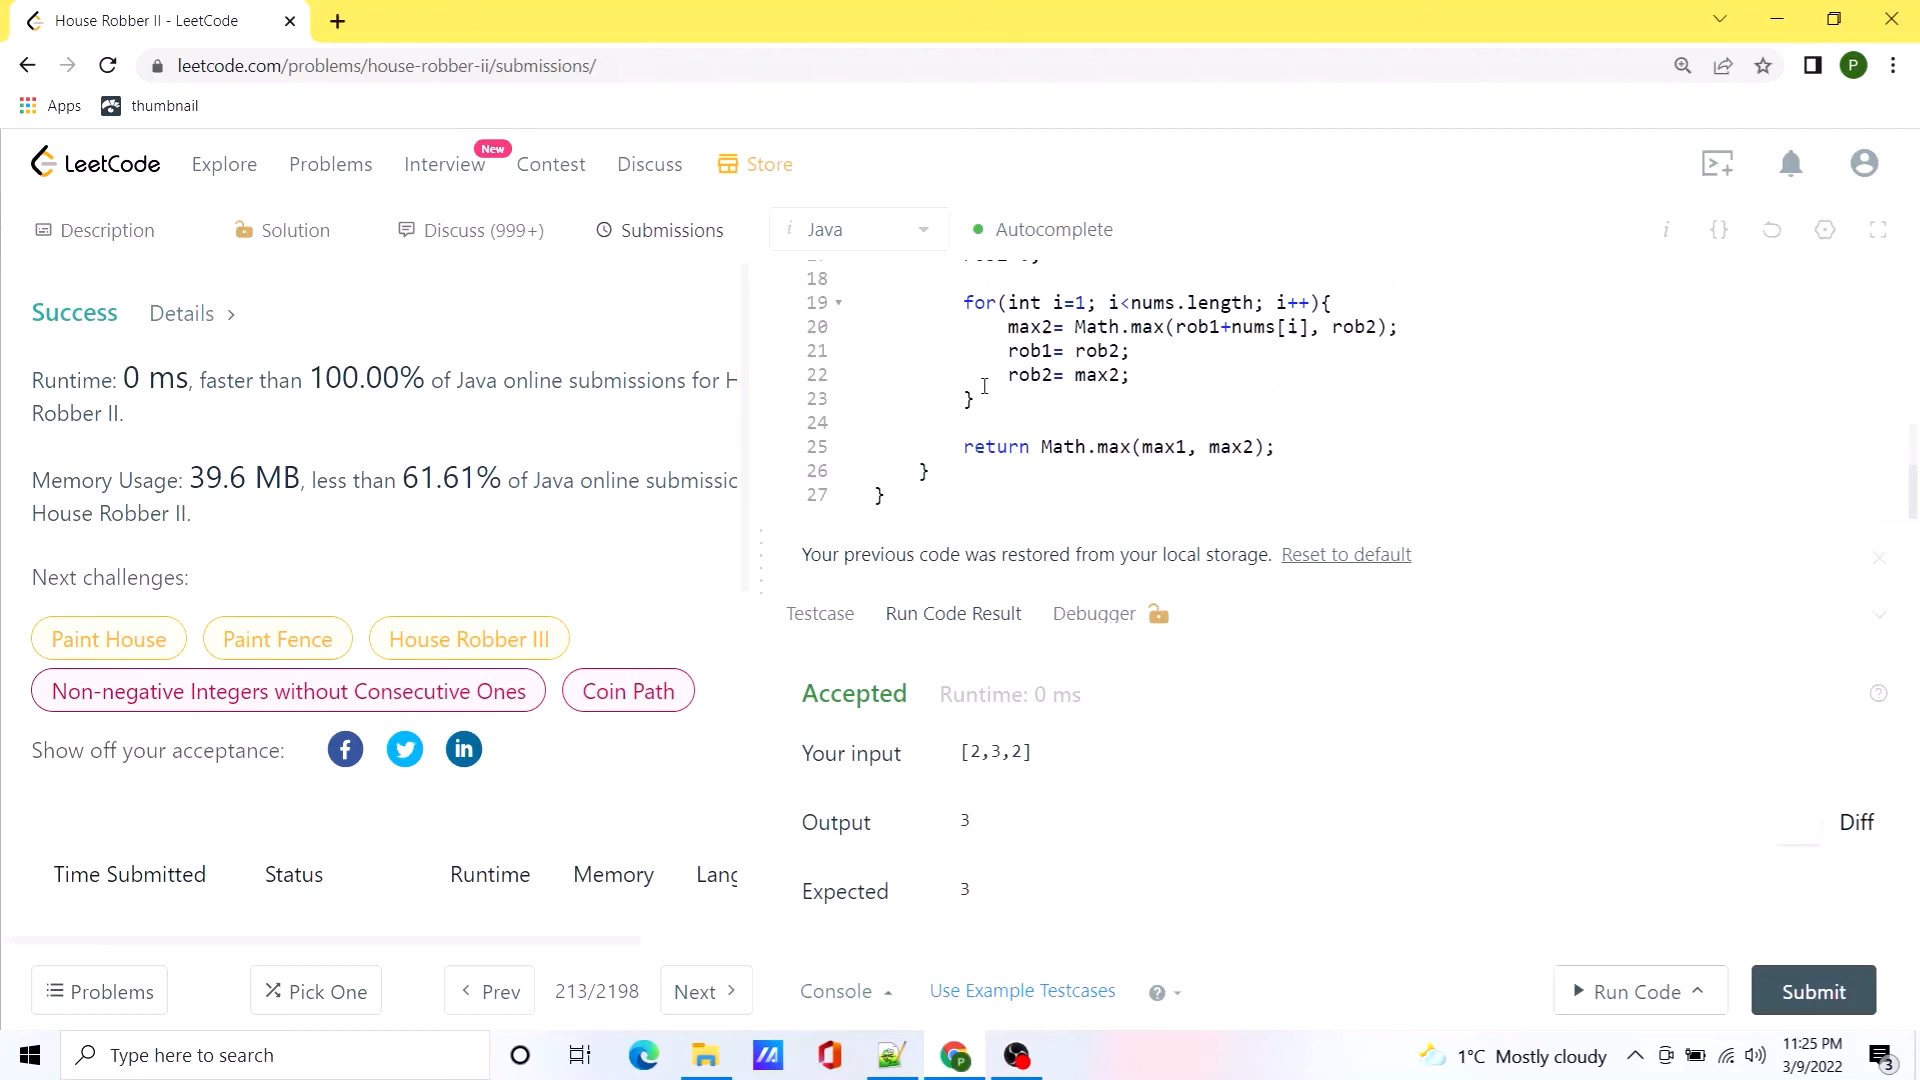 House Robber II - LeetCode
leetcode.com/problems/house-robber-ii/submissions/
P
Apps
thumbnail
LeetCode
Explore
Problems
Interview
New
Contest
Discuss
Store
Description
Solution
Discuss (999+)
Submissions
i Java
Autocomplete
i
{}
Success
Details >
Runtime: 0 ms, faster than 100.00% of Java online submissions for
Robber II.
Memory Usage: 39.6 MB, less than 61.61% of Java online
House Robber II.
Next challenges:
Paint House
Paint Fence
House Robber III
Non-negative Integers without Consecutive Ones
Coin Path
Show off your acceptance:
Time Submitted
Status
Runtime
Memory
18
19 for(int i=1; i<nums.length; i++){
20 max2= Math.max(rob1+nums[i], rob2);
21 rob1= rob2;
22 rob2= max2;
23 }
24
25 return Math.max(max1, max2);
26 }
27 }
Your previous code was restored from your local storage. Reset to default
Testcase
Run Code Result
Debugger
Accepted
Runtime: 0 ms
Your input
[2,3,2]
Output
3
Diff
Expected
3
Problems
Pick One
Prev
213/2198
Next
Console
Use Example Testcases
Run Code
Submit
Type here to search
1°C Mostly cloudy
11:25 PM
3/9/2022
3